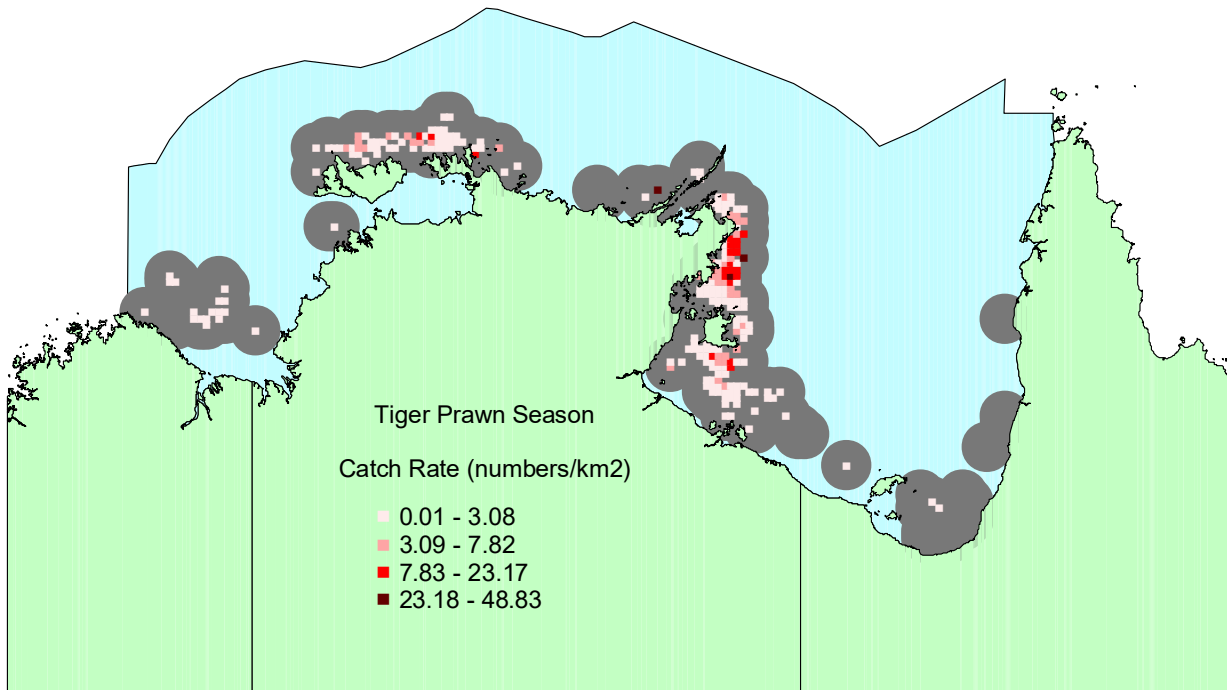 Tiger Prawn Season
Catch Rate (numbers/km2)
0.01 - 3.08
3.09 - 7.82
7.83 - 23.17
23.18 - 48.83